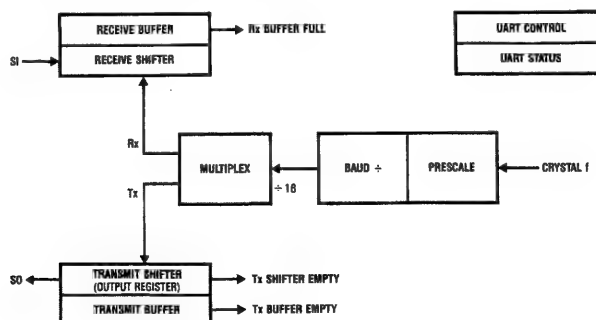 RECEIVE BUFFER
Rx BUFFER FULL
UART CONTROL
SI
RECEIVE SHIFTER
UART STATUS
Rx
MULTIPLEX
BAUD ÷
PRESCALE
CRYSTAL f
÷ 16
Tx
SO
TRANSMIT SHIFTER
(OUTPUT REGISTER)
Tx SHIFTER EMPTY
TRANSMIT BUFFER
Tx BUFFER EMPTY